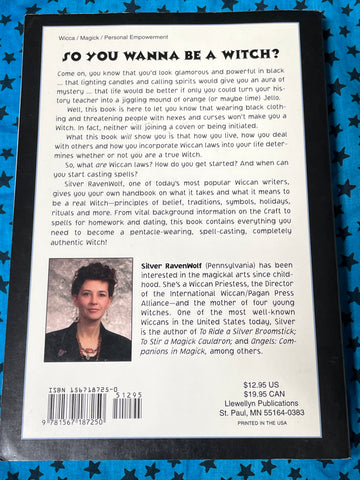 Wicca / Magick / Personal Empowerment
SO YOU WANNA BE A WITCH?
Come on, you know that you'd look glamorous and powerful in black
... that lighting candles and calling spirits would give you an aura of
mystery ... that life would be better if only you could turn your his-
tory teacher into a jiggling mound of orange (or maybe lime) Jello.
Well, this book is here to let you know that wearing black cloth-
ing and threatening people with hexes and curses won't make you a
Witch. In fact, neither will joining a coven or being initiated.
What this book will show you is that how you live, how you deal
with others and how you incorporate Wiccan laws into your life deter-
mines whether or not you are a true Witch.
So, what are Wiccan laws? How do you get started? And when can
you start casting spells?
Silver RavenWolf, one of today's most popular Wiccan writers,
gives you your own handbook on what it takes and what it means to
be a real Witch—principles of belief, traditions, symbols, holidays,
rituals and more. From vital background information on the Craft to
spells for homework and dating, this book contains everything you
need to become a pentacle-wearing, spell-casting, completely
authentic Witch!
Silver RavenWolf (Pennsylvania) has
been interested in the magickal arts since child-
hood. She's a Wiccan Priestess, the Director
of the International Wiccan/Pagan Press
Alliance—and the mother of four young
Witches. One of the most well-known
Wiccans in the United States today, Silver
is the author of To Ride a Silver Broomstick;
To Stir a Magick Cauldron; and Angels: Com-
panions in Magick, among others.
ISBN 1-56718-725-0
51295
9 781567 187250
$12.95 US
$19.95 CAN
Llewellyn Publications
St. Paul, MN 55164-0383
PRINTED IN THE USA